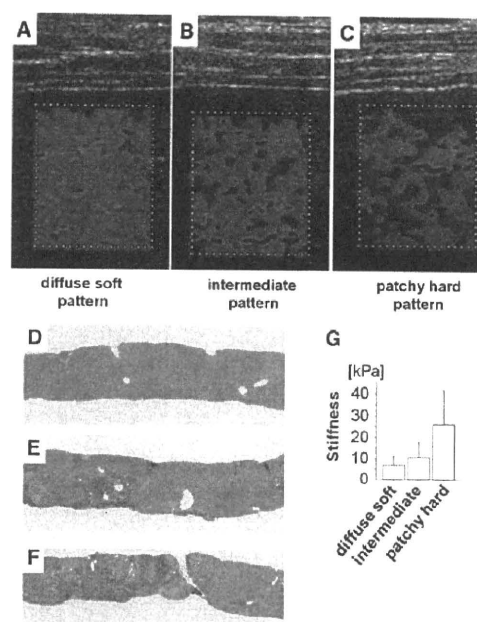 A
B
C
diffuse soft
pattern
intermediate
pattern
patchy hard
pattern
D
E
F
G
[kPa]
Stiffness
40
30
20
10
0
diffuse soft
intermediate
patchy hard